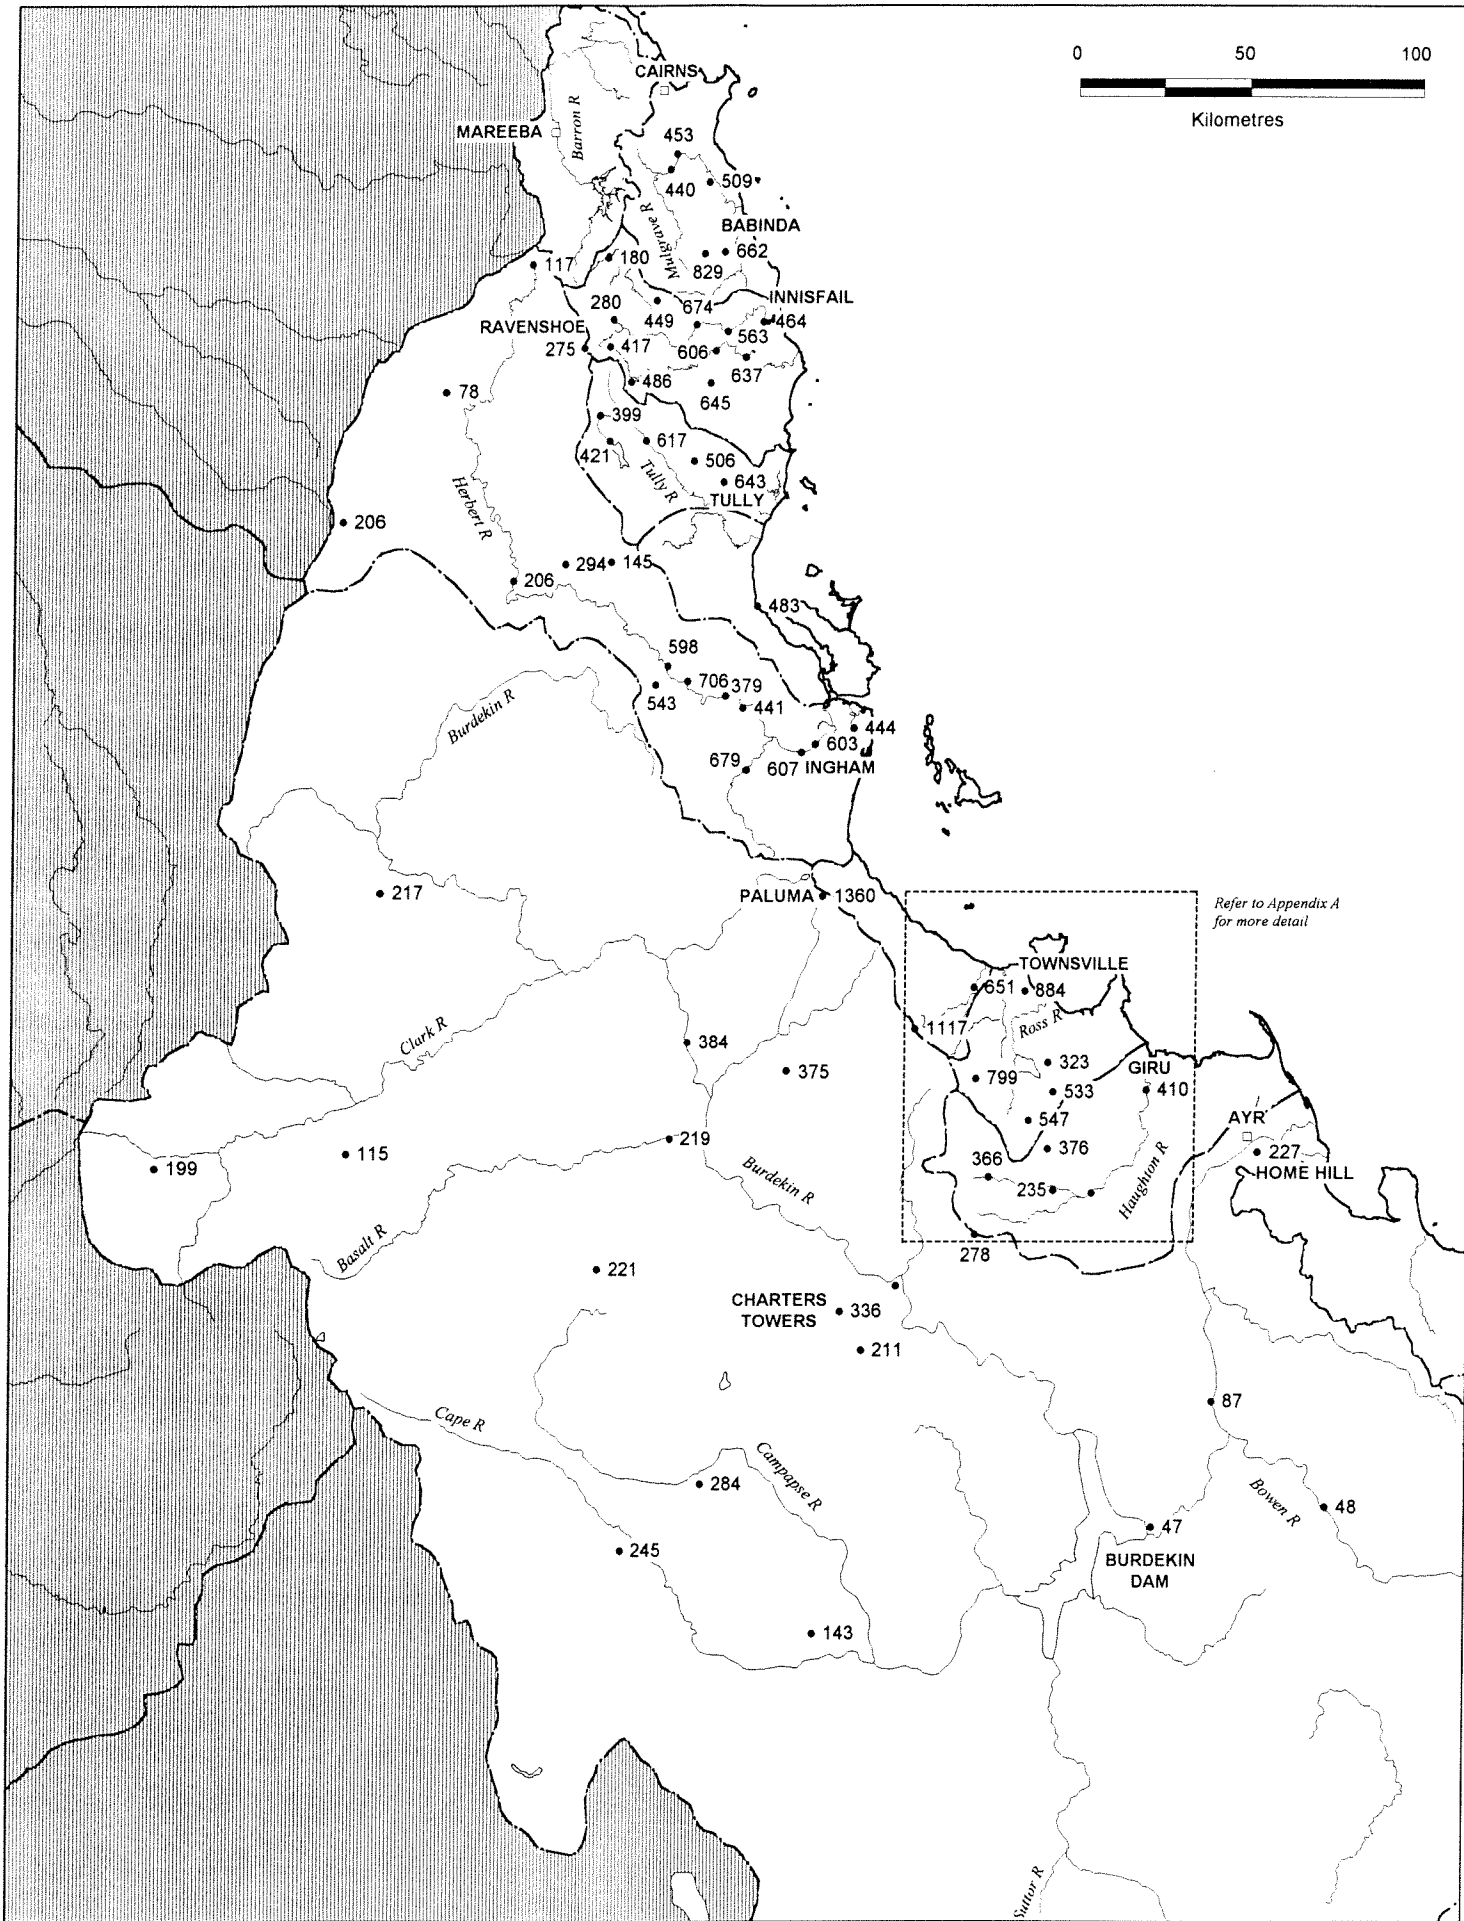 0 50 100
Kilometres
CAIRNS
MAREEBA
Barron R
453
440
509
Mulgrave R
BABINDA
662
829
180
117
INNISFAIL
280
449
674
464
RAVENSHOE
563
275
417
606
637
486
645
78
399
617
421
506
Tully R
643
TULLY
Herbert R
206
294
145
206
483
598
706
379
543
441
Burdekin R
444
603
679
607
INGHAM
217
PALUMA
1360
Refer to Appendix A
for more detail
TOWNSVILLE
651
884
1117
Ross R
Clark R
384
323
375
GIRU
799
533
410
547
AYR
219
376
227
115
199
366
HOME HILL
Burdekin R
235
Haughton R
Basalt R
278
221
CHARTERS
TOWERS
336
211
87
Cape R
Campapse R
284
Bowen R
48
47
245
BURDEKIN
DAM
143
Suttor R